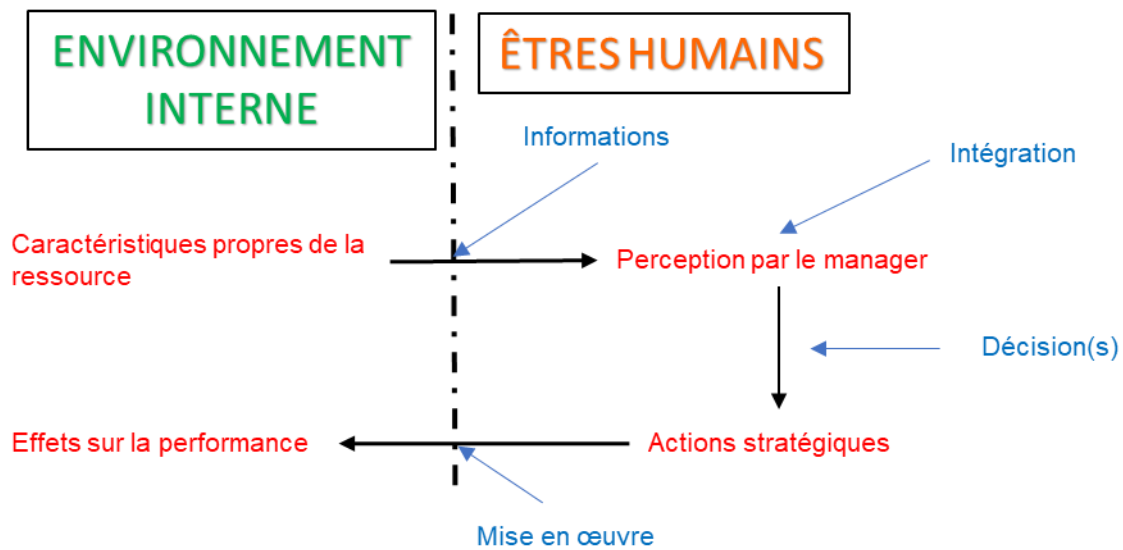 ENVIRONNEMENT
INTERNE
ÊTRES HUMAINS
Informations
Intégration
Caractéristiques propres de la
ressource
Perception par le manager
Décision(s)
Effets sur la performance
Actions stratégiques
Mise en œuvre